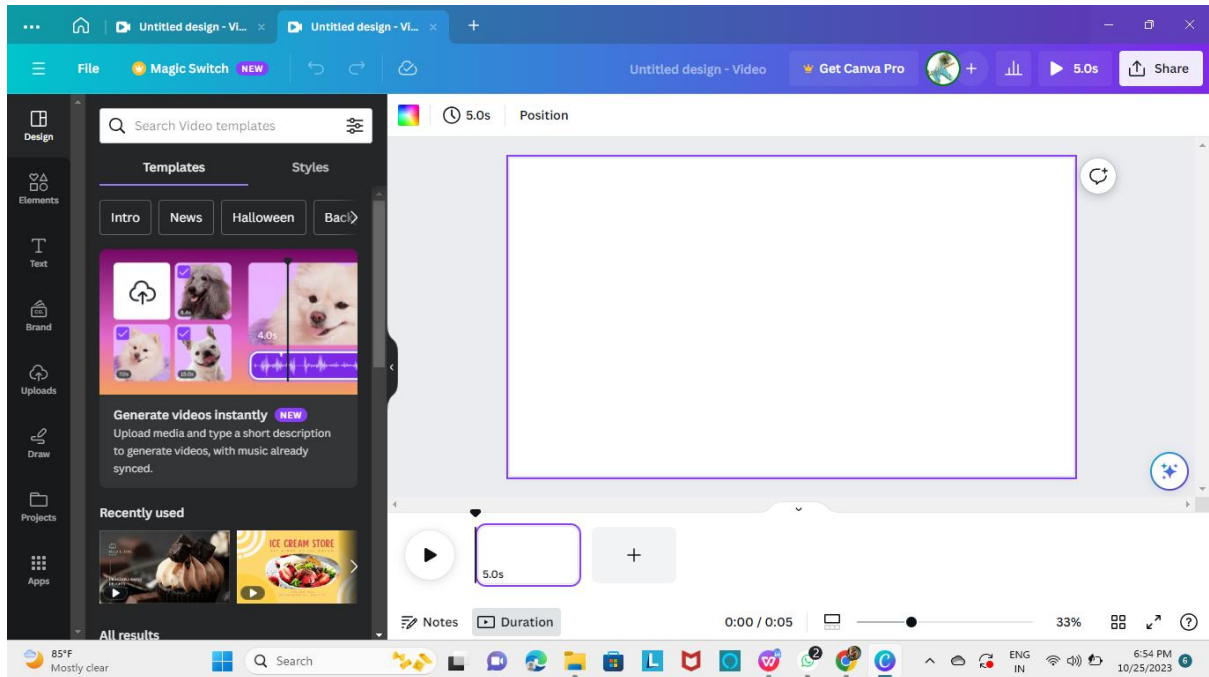 Untitled design - Vi...
Untitled design - Vi...
File
Magic Switch NEW
Untitled design - Video
Get Canva Pro
5.0s
Share
Design
Elements
Text
Brand
Uploads
Draw
Projects
Apps
Search Video templates
Templates Styles
Intro News Halloween Back
4.0s
Generate videos instantly NEW
Upload media and type a short description
to generate videos, with music already
synced.
Recently used
ICE CREAM STORE
All results
5.0s Position
5.0s
Notes Duration
0:00 / 0:05
33%
85°F
Mostly clear
Search
L
2
ENG
IN
6:54 PM
10/25/2023
6